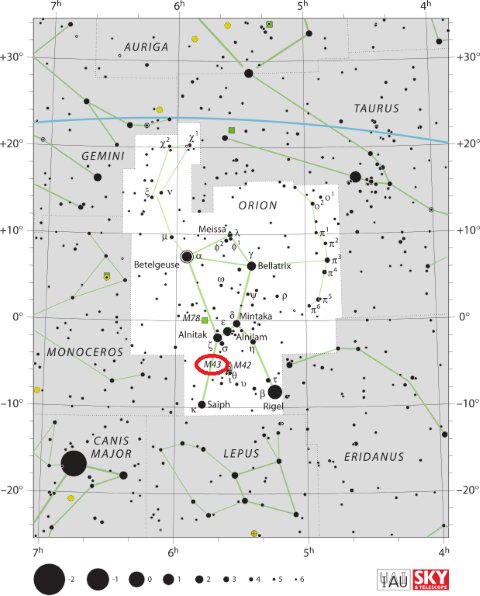 7h 6h 5h 4h
+30° +30°
AURIGA
TAURUS
+20° +20°
χ² χ¹
GEMINI
ξ ν
ORION
ο² ο¹
+10° +10°
Meissa λ
φ² φ¹
π¹
π²
μ
α γ
π³
Betelgeuse Bellatrix
π⁴
ω
ψ ρ
π⁵
π⁶
0° 0°
M78
δ Mintaka
ε
Alnitak Alnilam
ζ σ η
MONOCEROS
M43 M42
θ
ι υ τ
β
κ Saiph Rigel
−10° −10°
CANIS
MAJOR
LEPUS
ERIDANUS
−20° −20°
7h 6h 5h 4h
-2 -1 0 1 2 3 4 5 6
IAU
SKY
& TELESCOPE